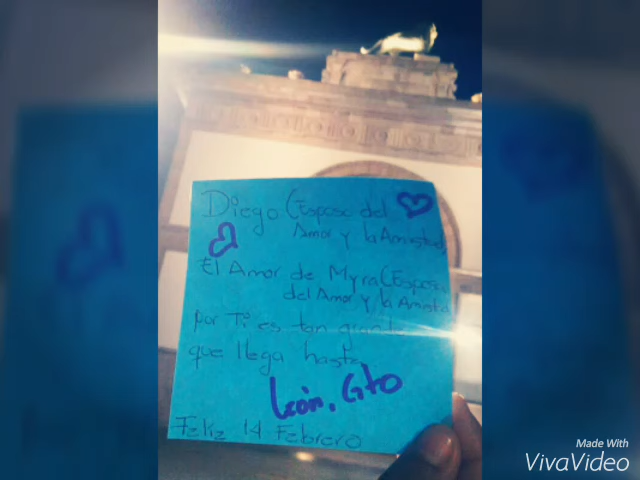 Diego (Esposo del
Amor y la Amistad)
El Amor de Myra (Esposa
del Amor y la Amista
por Ti es tan
que llega hasta
León, Gto
Feliz 14 Febrero
Made With
VivaVideo